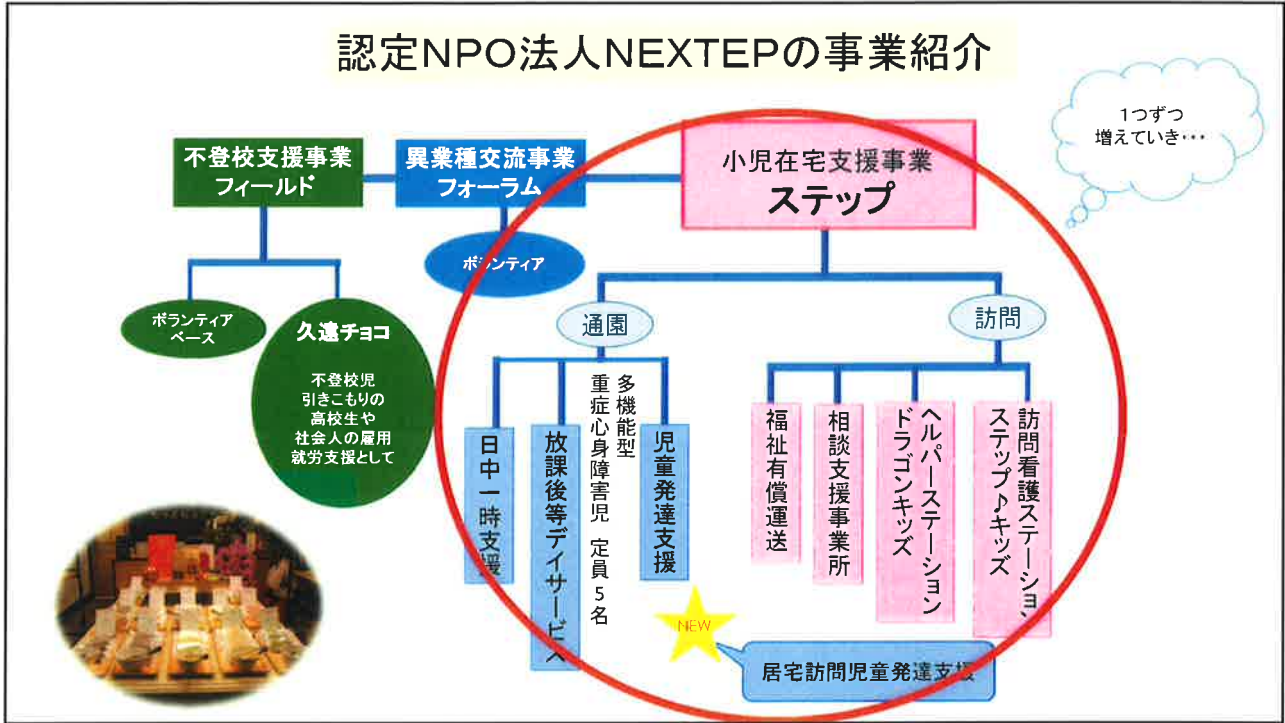 認定NPO法人NEXTEPの事業紹介
1つずつ
増えていき・・・
不登校支援事業
フィールド
異業種交流事業
フォーラム
小児在宅支援事業
ステップ
ボランティア
ボランティア
ベース
久遠チョコ
不登校児
引きこもりの
高校生や
社会人の雇用
就労支援として
通園
訪問
日中一時支援
放課後等デイサービス
多機能型
重症心身障害児 定員5名
児童発達支援
福祉有償運送
相談支援事業所
ヘルパーステーション
ドラゴンキッズ
訪問看護ステーショ
ステップ♪キッズ
NEW
居宅訪問児童発達支援